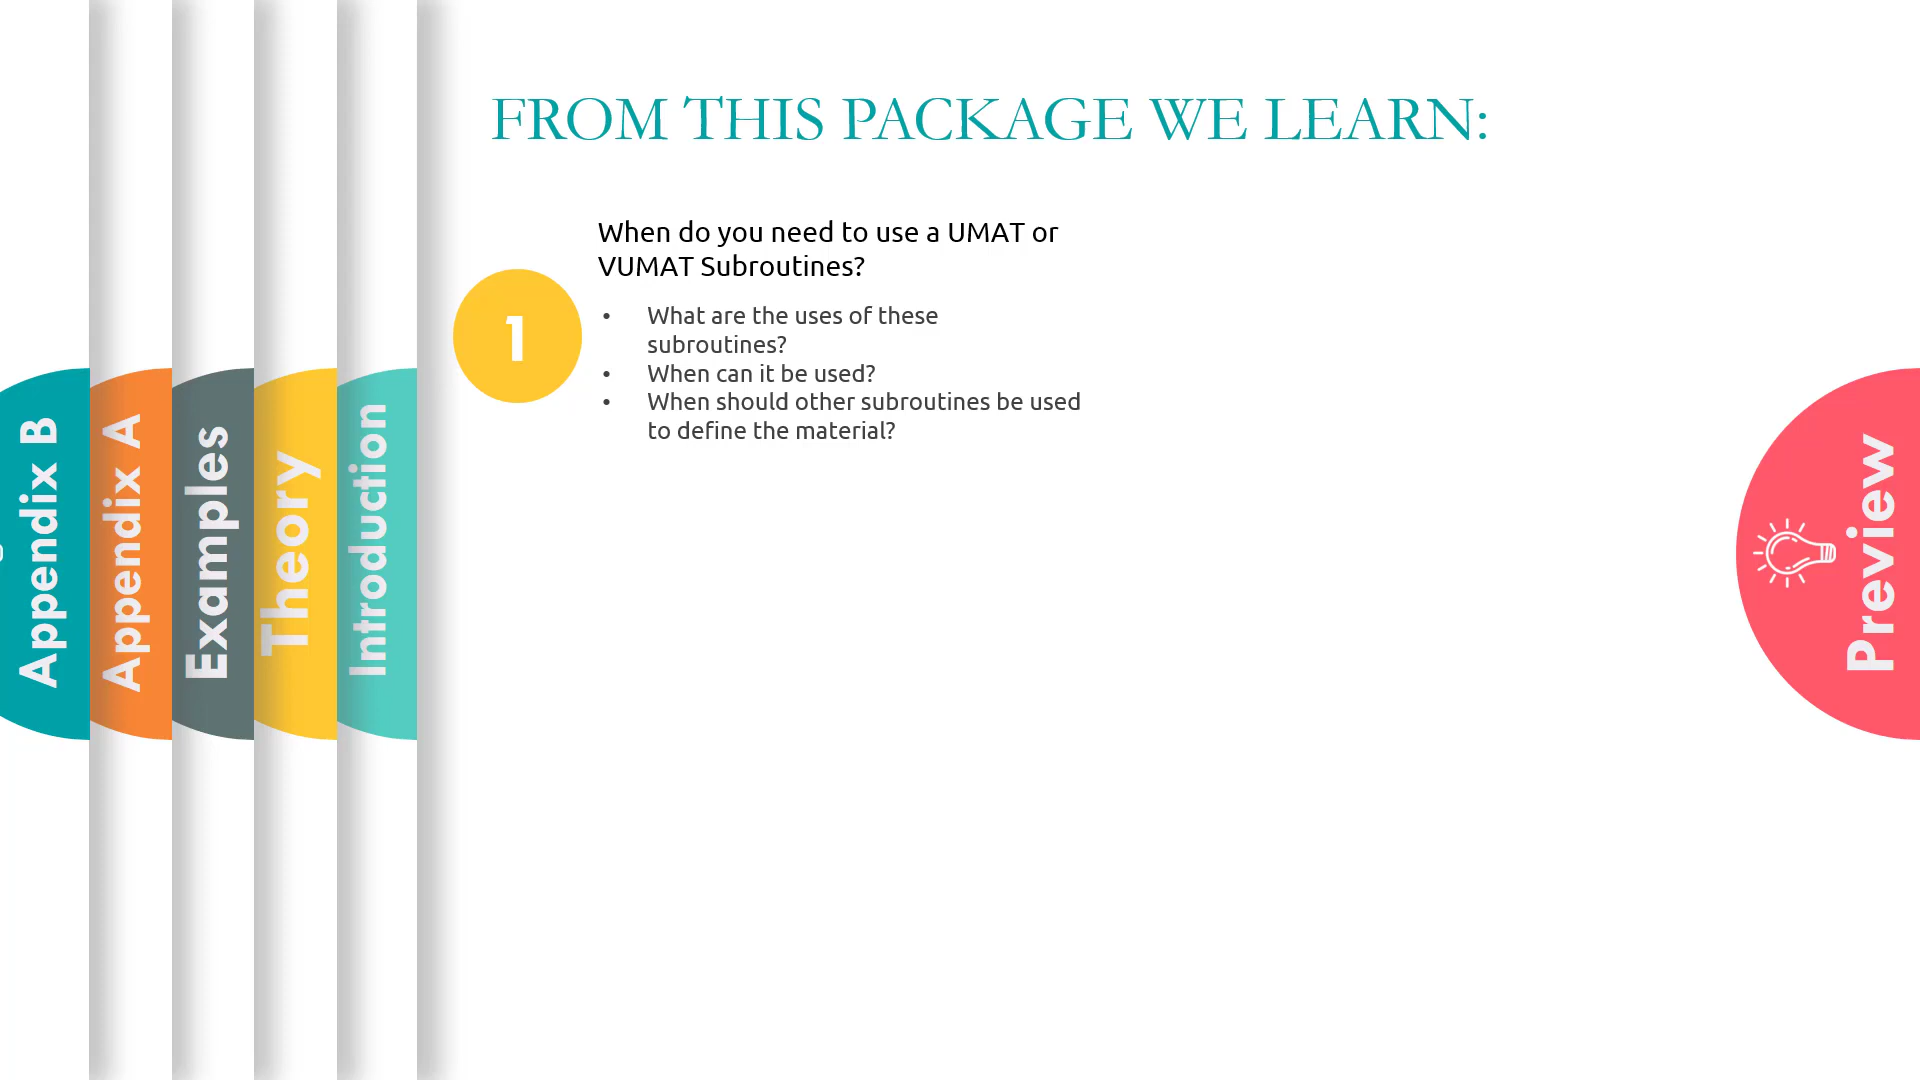 FROM THIS PACKAGE WE LEARN:
1
When do you need to use a UMAT or
VUMAT Subroutines?
• What are the uses of these
subroutines?
• When can it be used?
• When should other subroutines be used
to define the material?
Appendix B
Appendix A
Examples
Theory
Introduction
Preview